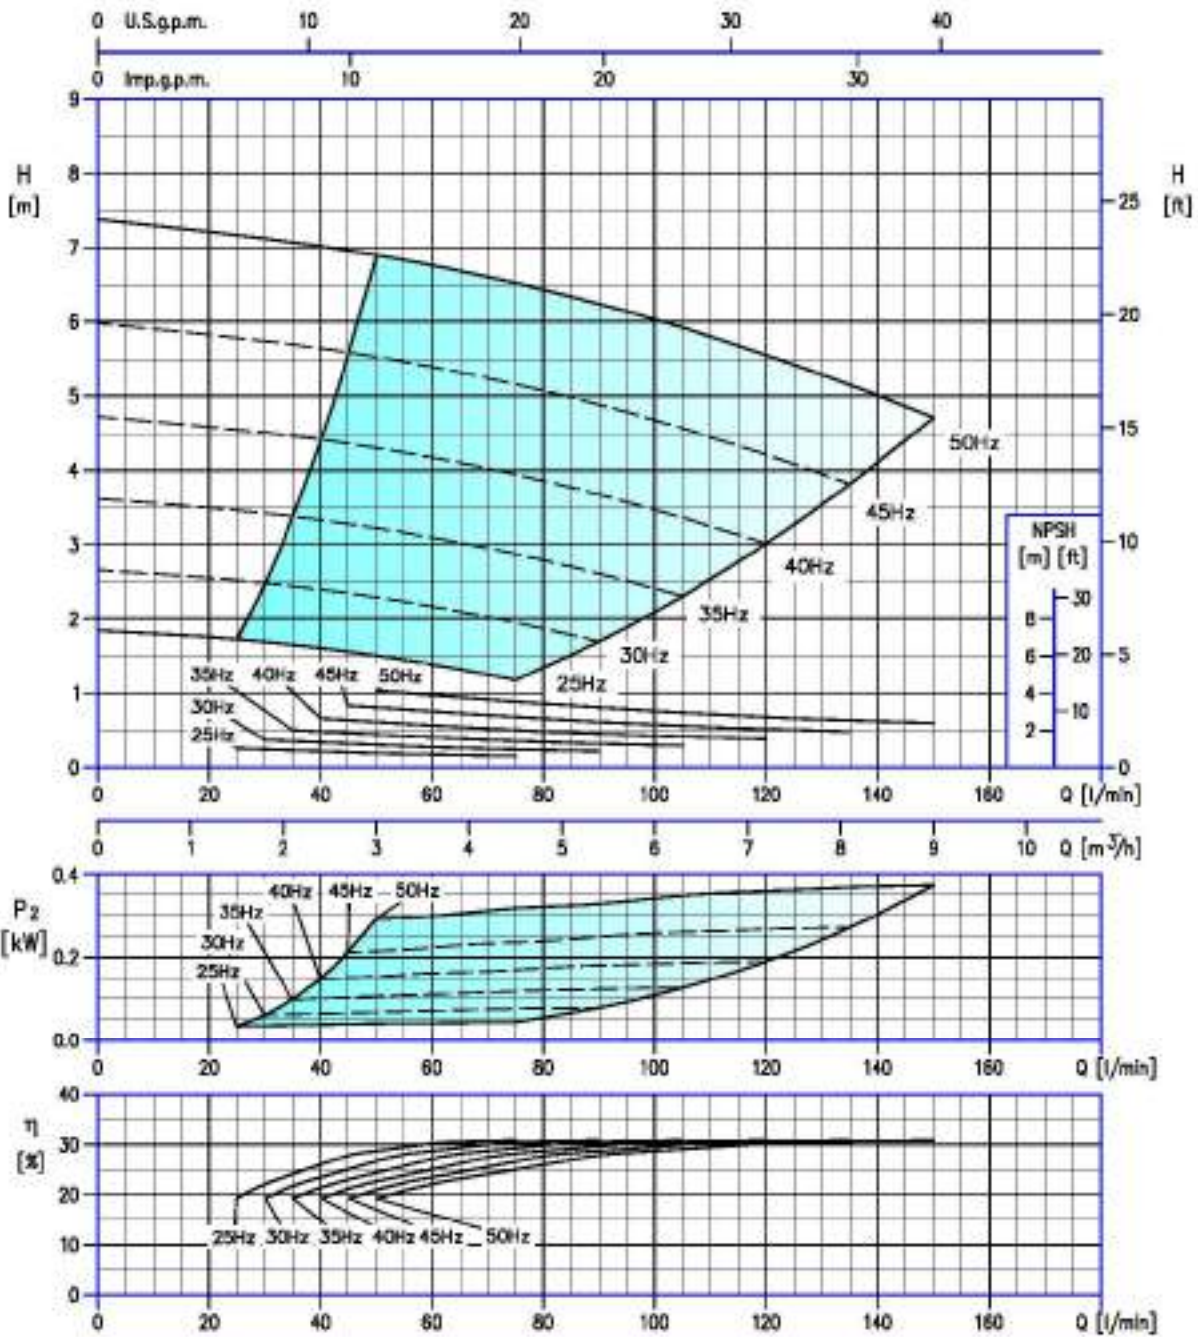 0 U.S.g.p.m. 10 20 30 40
0 Imp.g.p.m. 10 20 30
9
H H
8
[m] 25 [ft]
7
6 20
5
15
50Hz
4
45Hz
NPSH
3 10
[m] [ft]
40Hz
30
35Hz
2 8
30Hz 6 20 5
35Hz 40Hz 45Hz 50Hz
25Hz
1 4
30Hz 10
25Hz 2
0 0
0 20 40 60 80 100 120 140 160 Q [l/min]
0 1 2 3 4 5 6 7 8 9 10 Q [m3/h]
0.4
40Hz 45Hz 50Hz
P2
35Hz
[kW]
30Hz
0.2
25Hz
0.0
0 20 40 60 80 100 120 140 160 Q [l/min]
40
η
30
[%]
20
25Hz 30Hz 35Hz 40Hz 45Hz 50Hz
10
0
0 20 40 60 80 100 120 140 160 Q [l/min]